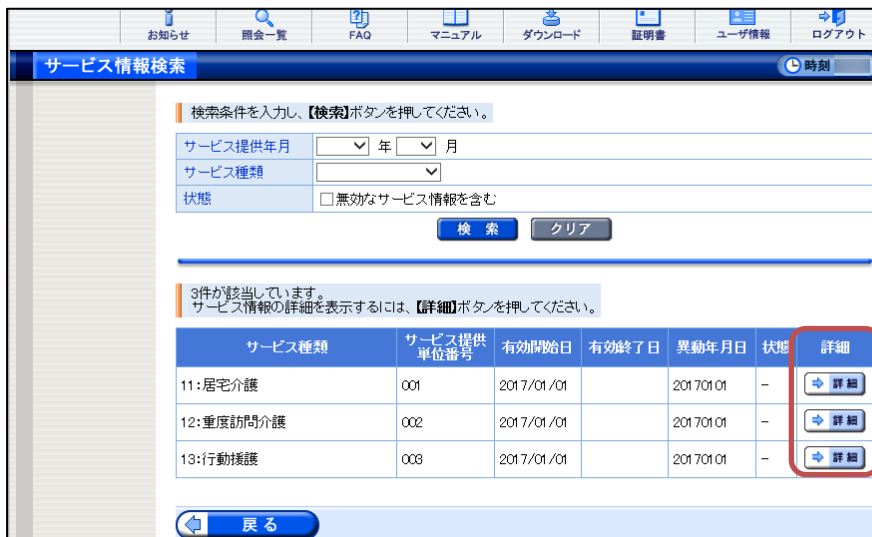 お知らせ 照会一覧 FAQ マニュアル ダウンロード 証明書 ユーザ情報 ログアウト
サービス情報検索 時刻
検索条件を入力し、【検索】ボタンを押してください。
サービス提供年月 年 月
サービス種類
状態 無効なサービス情報を含む
検 索 クリア
3件が該当しています。
サービス情報の詳細を表示するには、【詳細】ボタンを押してください。
サービス種類 サービス提供単位番号 有効開始日 有効終了日 異動年月日 状態 詳細
11:居宅介護 001 2017/01/01 20170101 - 詳細
12:重度訪問介護 002 2017/01/01 20170101 - 詳細
13:行動援護 003 2017/01/01 20170101 - 詳細
戻る